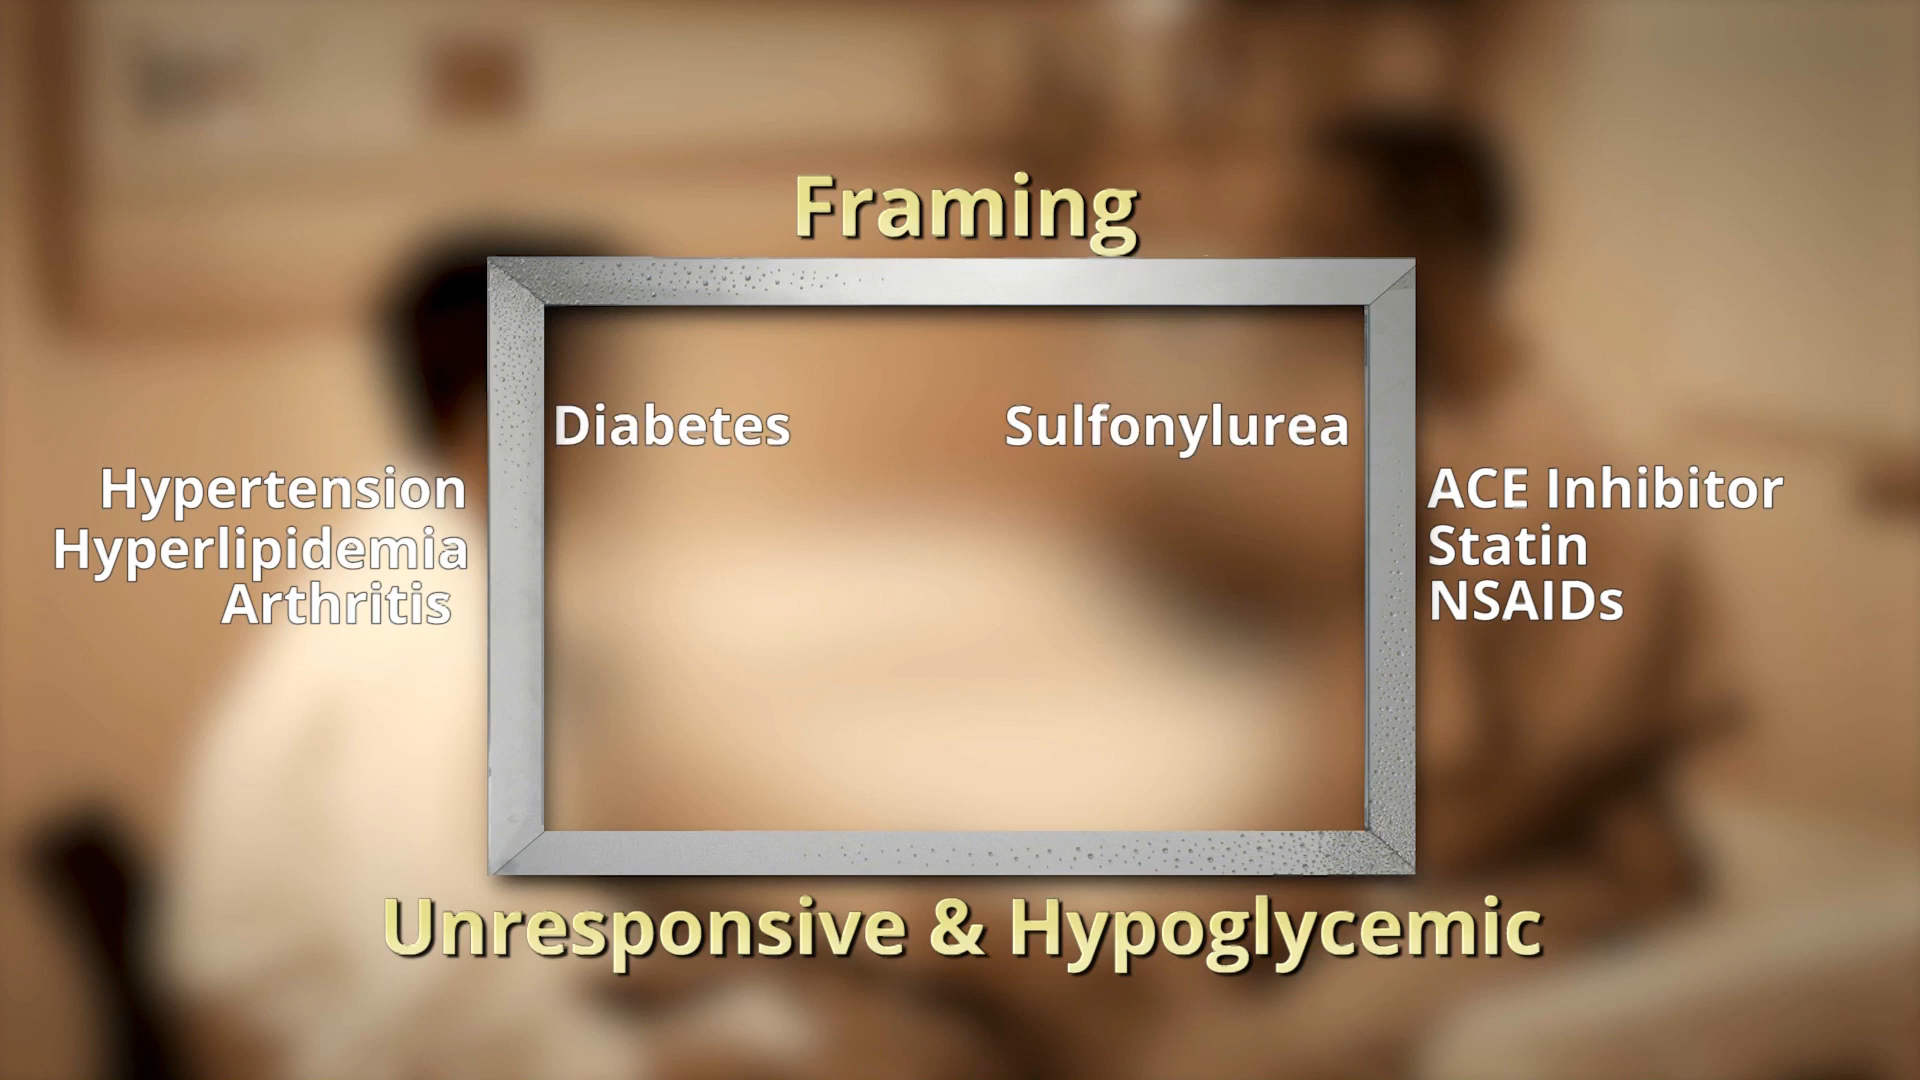 Framing
Diabetes
Sulfonylurea
Hypertension
Hyperlipidemia
Arthritis
ACE Inhibitor
Statin
NSAIDs
Unresponsive & Hypoglycemic